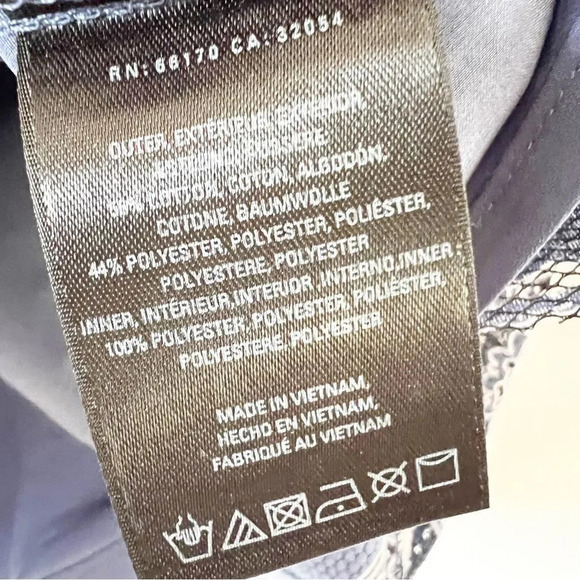 RN: 66170 CA: 32054
OUTER, EXTÉRIEUR, EXTERIOR,
COTTON, COTON, ALGODÓN,
COTONE, BAUMWOLLE
44% POLYESTER, POLYESTER, POLIÉSTER,
POLYESTERE, POLYESTER
INNER, INTÉRIEUR, INTERIOR, INTERNO, INNER
100% POLYESTER, POLYESTER, POLIÉSTER,
POLYESTERE, POLYESTER
MADE IN VIETNAM,
HECHO EN VIETNAM,
FABRIQUÉ AU VIETNAM